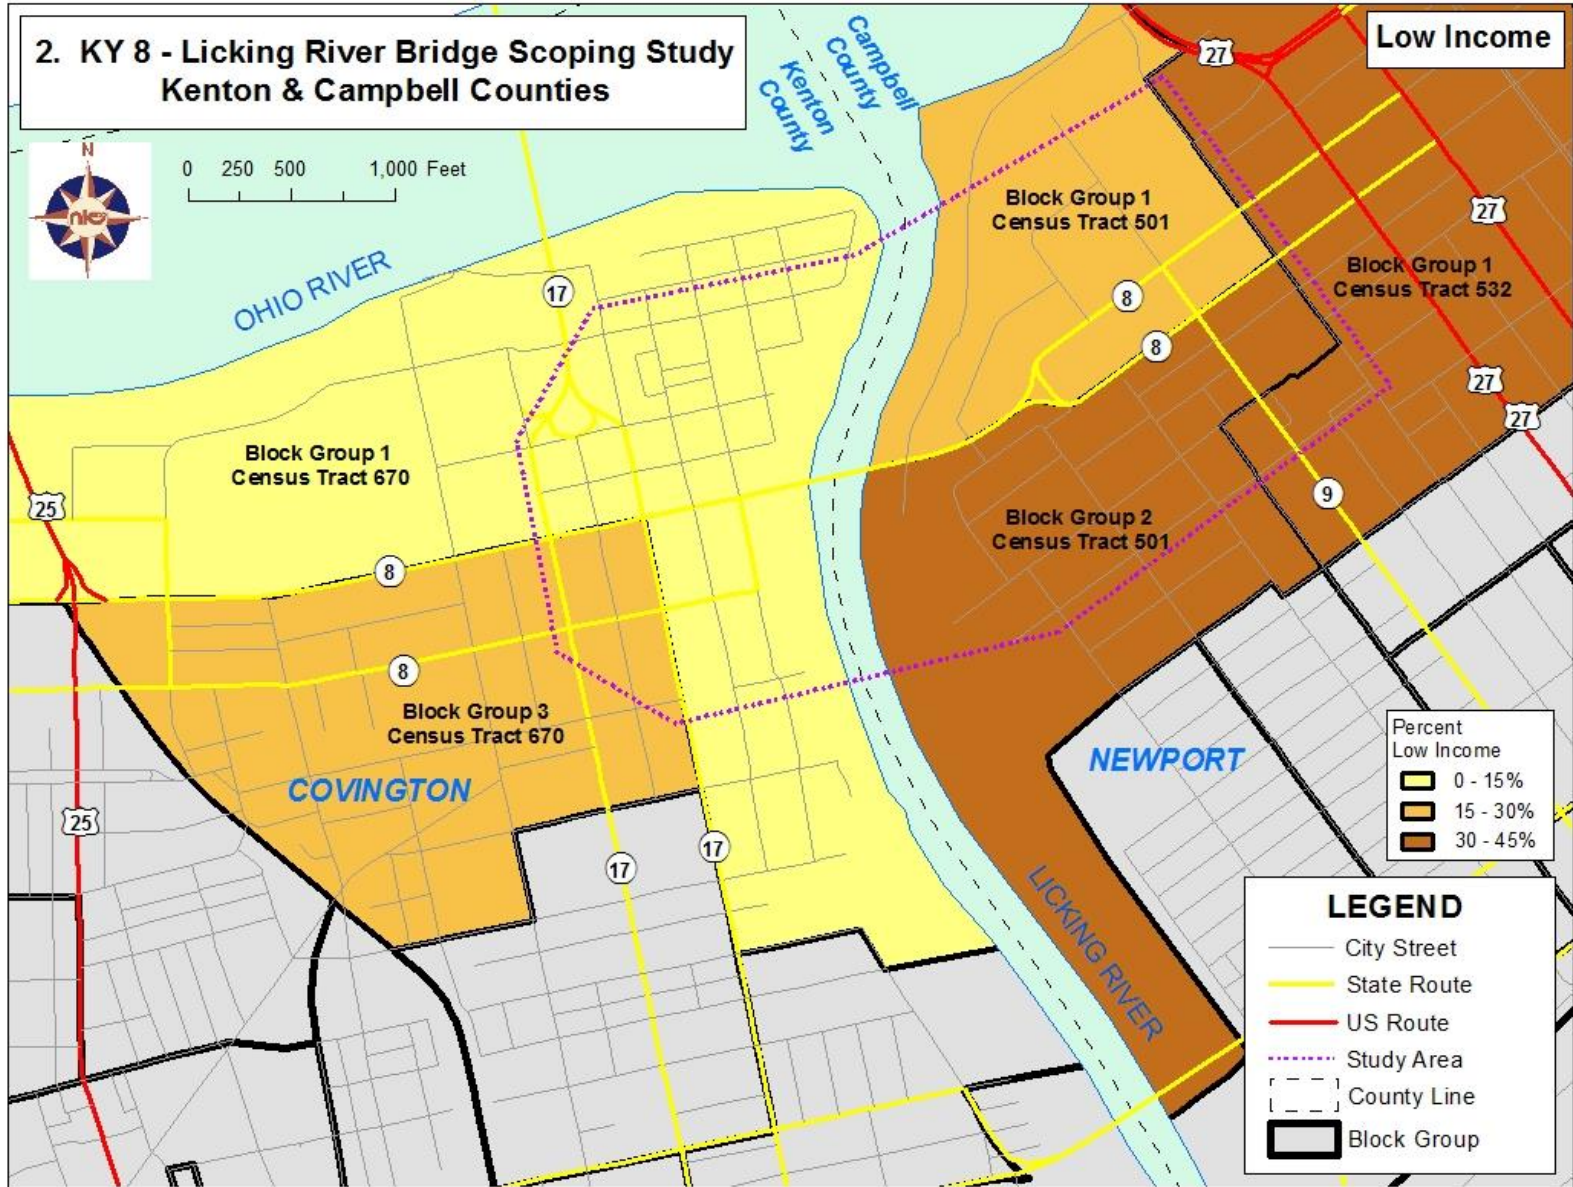 2. KY 8 - Licking River Bridge Scoping Study
Kenton & Campbell Counties
Low Income
N
0 250 500 1,000 Feet
Campbell
County
Kenton
County
OHIO RIVER
27
17
Block Group 1
Census Tract 501
27
Block Group 1
Census Tract 532
8
8
27
27
Block Group 1
Census Tract 670
25
9
Block Group 2
Census Tract 501
8
8
Block Group 3
Census Tract 670
COVINGTON
NEWPORT
25
17
17
LICKING RIVER
Percent
Low Income
0 - 15%
15 - 30%
30 - 45%
LEGEND
City Street
State Route
US Route
Study Area
County Line
Block Group